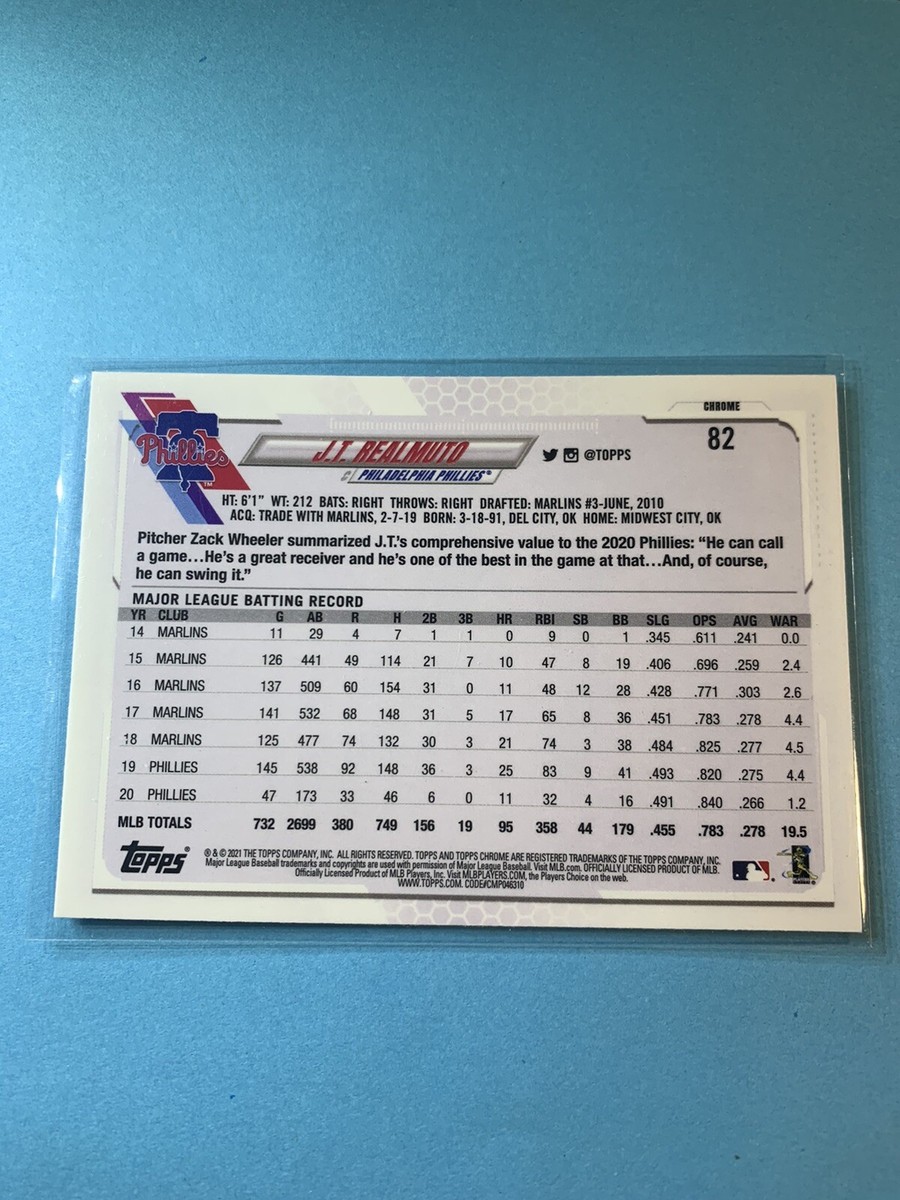 CHROME
82
Phillies
TM
J.T. REALMUTO
@TOPPS
C PHILADELPHIA PHILLIES®
HT: 6'1" WT: 212 BATS: RIGHT THROWS: RIGHT DRAFTED: MARLINS #3-JUNE, 2010
ACQ: TRADE WITH MARLINS, 2-7-19 BORN: 3-18-91, DEL CITY, OK HOME: MIDWEST CITY, OK
Pitcher Zack Wheeler summarized J.T.'s comprehensive value to the 2020 Phillies: “He can call
a game…He's a great receiver and he's one of the best in the game at that…And, of course,
he can swing it.”
MAJOR LEAGUE BATTING RECORD
YR CLUB G AB R H 2B 3B HR RBI SB BB SLG OPS AVG WAR
14 MARLINS 11 29 4 7 1 1 0 9 0 1 .345 .611 .241 0.0
15 MARLINS 126 441 49 114 21 7 10 47 8 19 .406 .696 .259 2.4
16 MARLINS 137 509 60 154 31 0 11 48 12 28 .428 .771 .303 2.6
17 MARLINS 141 532 68 148 31 5 17 65 8 36 .451 .783 .278 4.4
18 MARLINS 125 477 74 132 30 3 21 74 3 38 .484 .825 .277 4.5
19 PHILLIES 145 538 92 148 36 3 25 83 9 41 .493 .820 .275 4.4
20 PHILLIES 47 173 33 46 6 0 11 32 4 16 .491 .840 .266 1.2
MLB TOTALS 732 2699 380 749 156 19 95 358 44 179 .455 .783 .278 19.5
topps®
® & © 2021 THE TOPPS COMPANY, INC. ALL RIGHTS RESERVED. TOPPS AND TOPPS CHROME ARE REGISTERED TRADEMARKS OF THE TOPPS COMPANY, INC.
Major League Baseball trademarks and copyrights are used with permission of Major League Baseball. Visit MLB.com. OFFICIALLY LICENSED PRODUCT OF MLB.
Officially Licensed Product of MLB Players, Inc. Visit MLBPLAYERS.COM, the Players Choice on the web.
WWW.TOPPS.COM. CODE#CMP046310